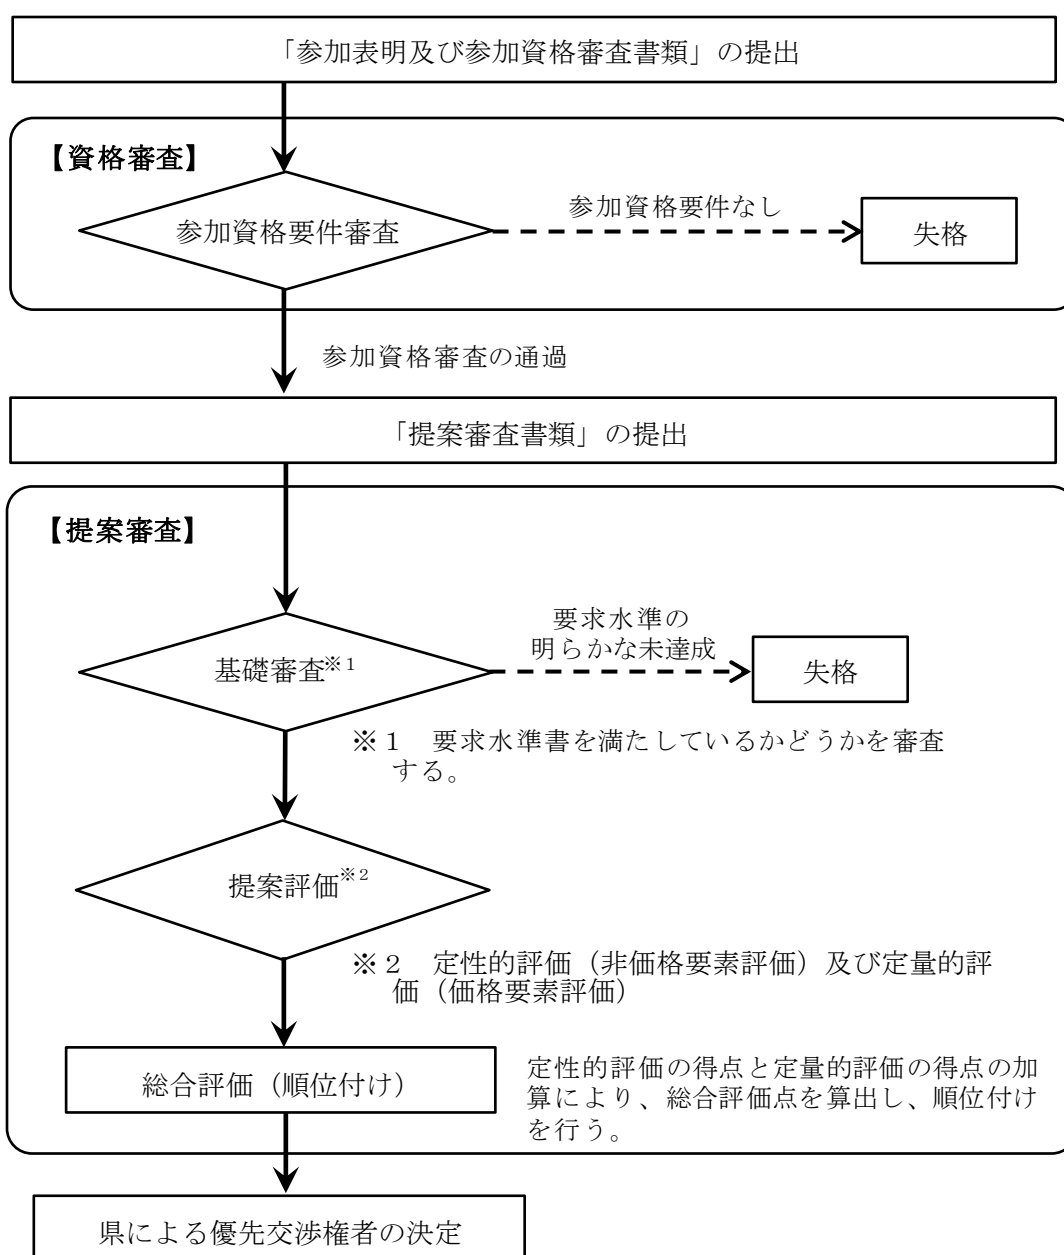 「参加表明及び参加資格審査書類」の提出
【資格審査】
参加資格要件審査
参加資格要件なし
失格
参加資格審査の通過
「提案審査書類」の提出
【提案審査】
基礎審査※1
要求水準の
明らかな未達成
失格
※１　要求水準書を満たしているかどうかを審査
する。
提案評価※2
※２　定性的評価（非価格要素評価）及び定量的評
価（価格要素評価）
総合評価（順位付け）
定性的評価の得点と定量的評価の得点の加
算により、総合評価点を算出し、順位付け
を行う。
県による優先交渉権者の決定